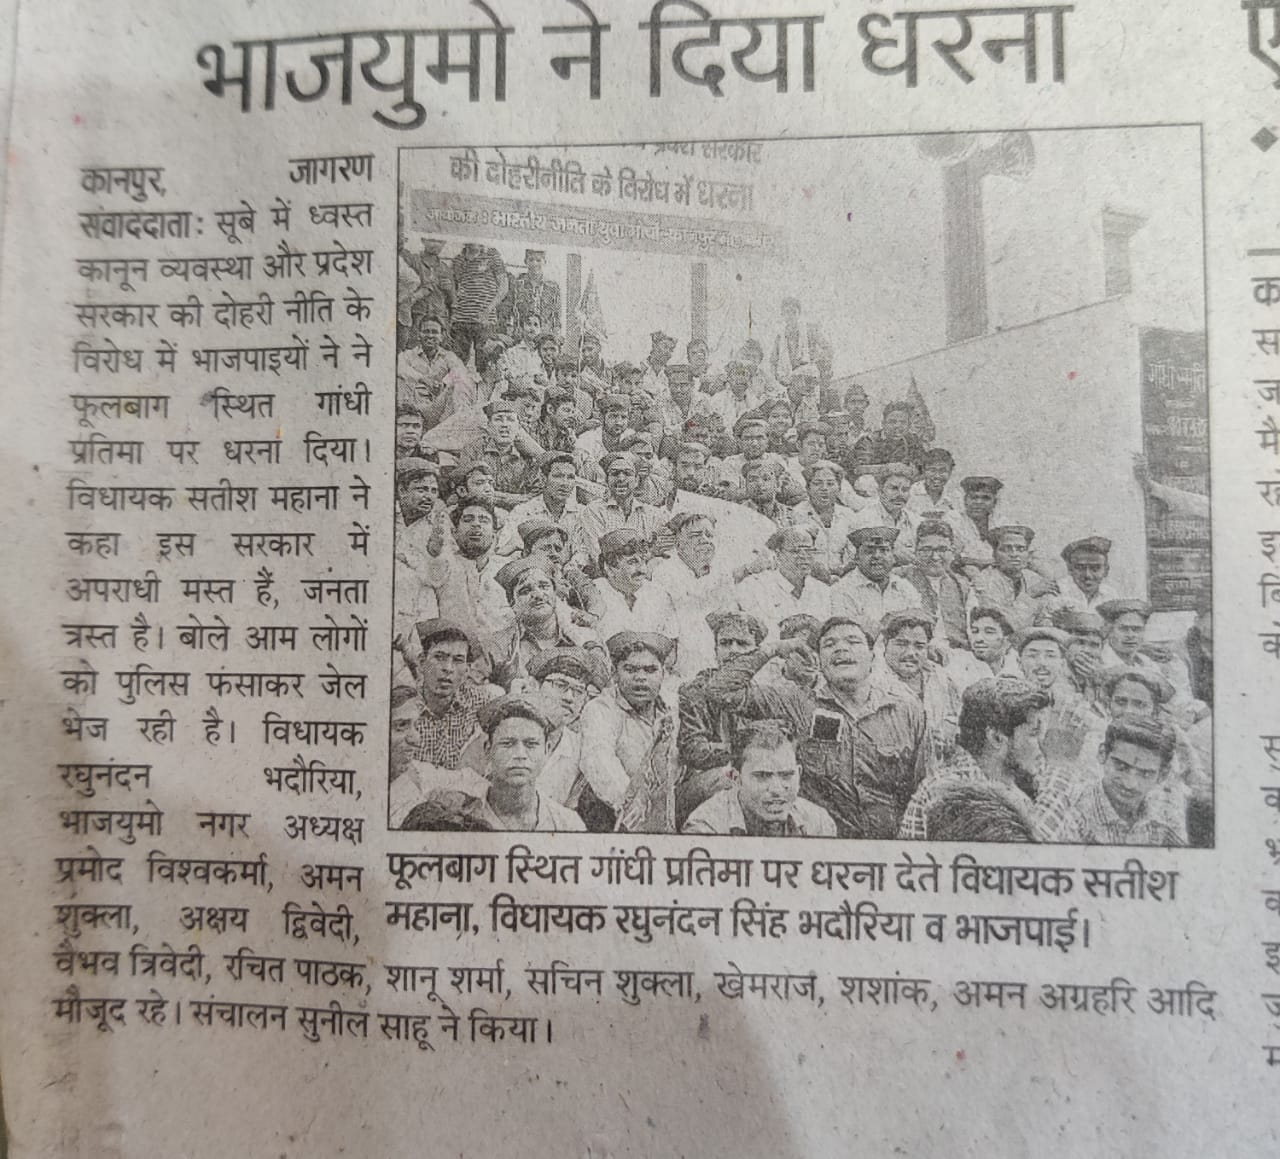 भाजयुमो ने दिया धरना
कानपुर, जागरण
संवाददाता: सूबे में ध्वस्त
कानून व्यवस्था और प्रदेश
सरकार की दोहरी नीति के
विरोध में भाजपाइयों ने ने
फूलबाग स्थित गांधी
प्रतिमा पर धरना दिया।
विधायक सतीश महाना ने
कहा इस सरकार में
अपराधी मस्त हैं, जनता
त्रस्त है। बोले आम लोगों
को पुलिस फंसाकर जेल
भेज रही है। विधायक
रघुनंदन भदौरिया,
भाजयुमो नगर अध्यक्ष
प्रमोद विश्वकर्मा, अमन
शुक्ला, अक्षय द्विवेदी,
वैभव त्रिवेदी, रचित पाठक, शानू शर्मा, सचिन शुक्ला, खेमराज, शशांक, अमन अग्रहरि आदि
मौजूद रहे। संचालन सुनील साहू ने किया।
सरकार
की दोहरीनीति के विरोध में धरना
भारतीय जनता युवा मोर्चा कानपुर
फूलबाग स्थित गांधी प्रतिमा पर धरना देते विधायक सतीश
महाना, विधायक रघुनंदन सिंह भदौरिया व भाजपाई।